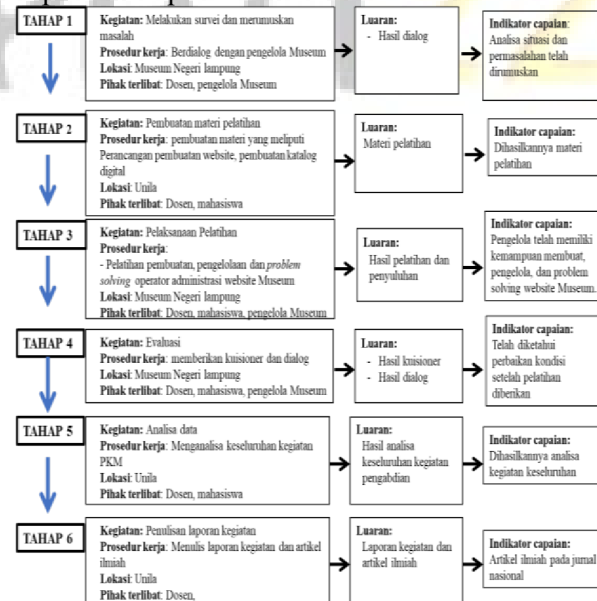 TAHAP 1
Kegiatan: Melakukan survei dan merumuskan
masalah
Prosedur kerja: Berdialog dengan pengelola Museum
Lokasi: Museum Negeri lampung
Pihak terlibat: Dosen, pengelola Museum
Luaran:
- Hasil dialog
Indikator capaian:
Analisa situasi dan
permasalahan telah
dirumuskan
TAHAP 2
Kegiatan: Pembuatan materi pelatihan
Prosedur kerja: pembuatan materi yang meliputi
Perancangan pembuatan website, pembuatan katalog
digital
Lokasi: Unila
Pihak terlibat: Dosen, mahasiswa
Luaran:
Materi pelatihan
Indikator capaian:
Dihasilkannya materi
pelatihan
TAHAP 3
Kegiatan: Pelaksanaan Pelatihan
Prosedur kerja:
- Pelatihan pembuatan, pengelolaan dan problem
solving operator administrasi website Museum
Lokasi: Museum Negeri lampung
Pihak terlibat: Dosen, mahasiswa, pengelola Museum
Luaran:
Hasil pelatihan dan
penyuluhan
Indikator capaian:
Pengelola telah memiliki
kemampuan membuat,
pengelola, dan problem
solving website Museum.
TAHAP 4
Kegiatan: Evaluasi
Prosedur kerja: memberikan kuisioner dan dialog
Lokasi: Museum Negeri lampung
Pihak terlibat: Dosen, mahasiswa, pengelola Museum
Luaran:
- Hasil kuisioner
- Hasil dialog
Indikator capaian:
Telah diketahui
perbaikan kondisi
setelah pelatihan
diberikan
TAHAP 5
Kegiatan: Analisa data
Prosedur kerja: Menganalisa keseluruhan kegiatan
PKM
Lokasi: Unila
Pihak terlibat: Dosen, mahasiswa
Luaran:
Hasil analisa
keseluruhan kegiatan
pengabdian
Indikator capaian:
Dihasilkannya analisa
kegiatan keseluruhan
TAHAP 6
Kegiatan: Penulisan laporan kegiatan
Prosedur kerja: Menulis laporan kegiatan dan artikel
ilmiah
Lokasi: Unila
Pihak terlibat: Dosen,
Luaran:
Laporan kegiatan dan
artikel ilmiah
Indikator capaian:
Artikel ilmiah pada jurnal
nasional